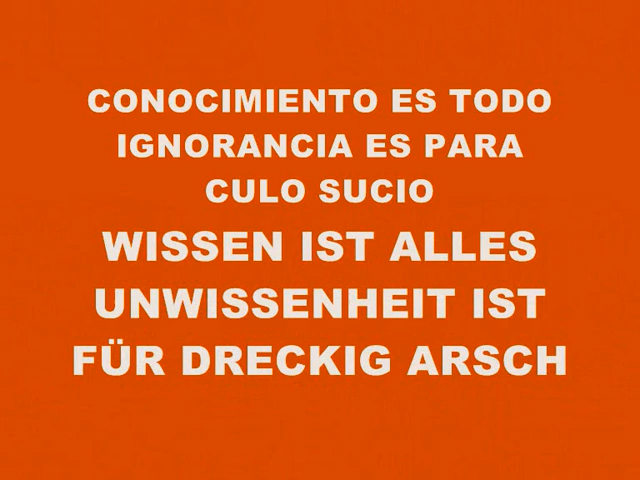 CONOCIMIENTO ES TODO
IGNORANCIA ES PARA
CULO SUCIO
WISSEN IST ALLES
UNWISSENHEIT IST
FÜR DRECKIG ARSCH